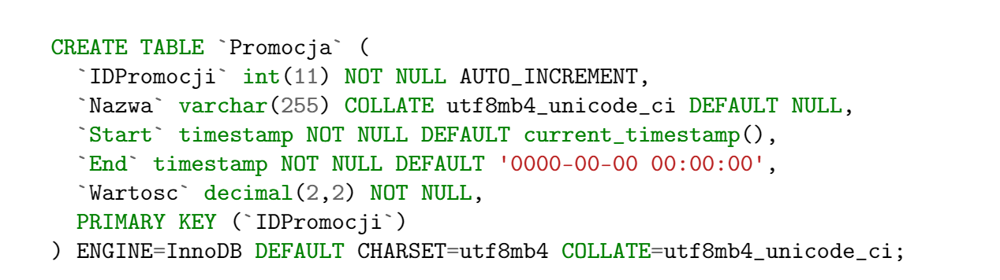 CREATE TABLE `Promocja` (
  `IDPromocji` int(11) NOT NULL AUTO_INCREMENT,
  `Nazwa` varchar(255) COLLATE utf8mb4_unicode_ci DEFAULT NULL,
  `Start` timestamp NOT NULL DEFAULT current_timestamp(),
  `End` timestamp NOT NULL DEFAULT '0000-00-00 00:00:00',
  `Wartosc` decimal(2,2) NOT NULL,
  PRIMARY KEY (`IDPromocji`)
) ENGINE=InnoDB DEFAULT CHARSET=utf8mb4 COLLATE=utf8mb4_unicode_ci;